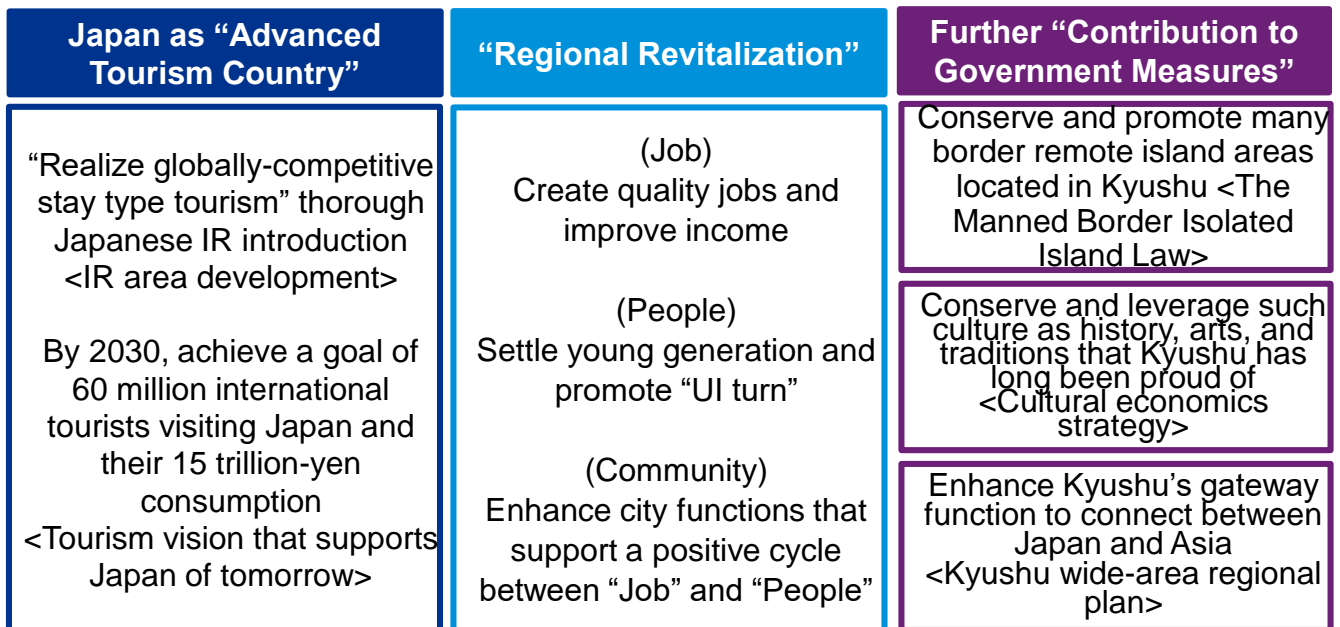 Japan as “Advanced
Tourism Country”
“Realize globally-competitive
stay type tourism” thorough
Japanese IR introduction
<IR area development>
By 2030, achieve a goal of
60 million international
tourists visiting Japan and
their 15 trillion-yen
consumption
<Tourism vision that supports
Japan of tomorrow>
“Regional Revitalization”
(Job)
Create quality jobs and
improve income
(People)
Settle young generation and
promote “UI turn”
(Community)
Enhance city functions that
support a positive cycle
between “Job” and “People”
Further “Contribution to
Government Measures”
Conserve and promote many
border remote island areas
located in Kyushu <The
Manned Border Isolated
Island Law>
Conserve and leverage such
culture as history, arts, and
traditions that Kyushu has
long been proud of
<Cultural economics
strategy>
Enhance Kyushu’s gateway
function to connect between
Japan and Asia
<Kyushu wide-area regional
plan>